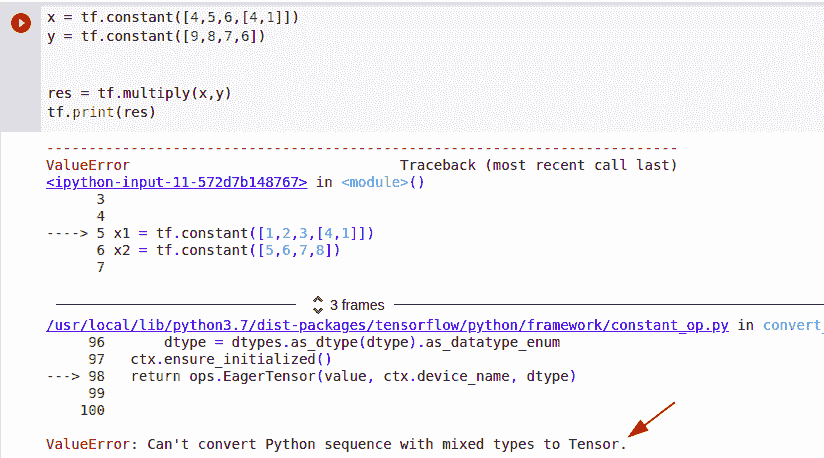 x = tf.constant([4,5,6,[4,1]])
y = tf.constant([9,8,7,6])
res = tf.multiply(x,y)
tf.print(res)
---------------------------------------------------------------------------
ValueError                                Traceback (most recent call last)
<ipython-input-11-572d7b148767> in <module>()
      3
      4
----> 5 x1 = tf.constant([1,2,3,[4,1]])
      6 x2 = tf.constant([5,6,7,8])
      7
3 frames
/usr/local/lib/python3.7/dist-packages/tensorflow/python/framework/constant_op.py in convert_
     96       dtype = dtypes.as_dtype(dtype).as_datatype_enum
     97   ctx.ensure_initialized()
---> 98   return ops.EagerTensor(value, ctx.device_name, dtype)
     99
    100
ValueError: Can't convert Python sequence with mixed types to Tensor.